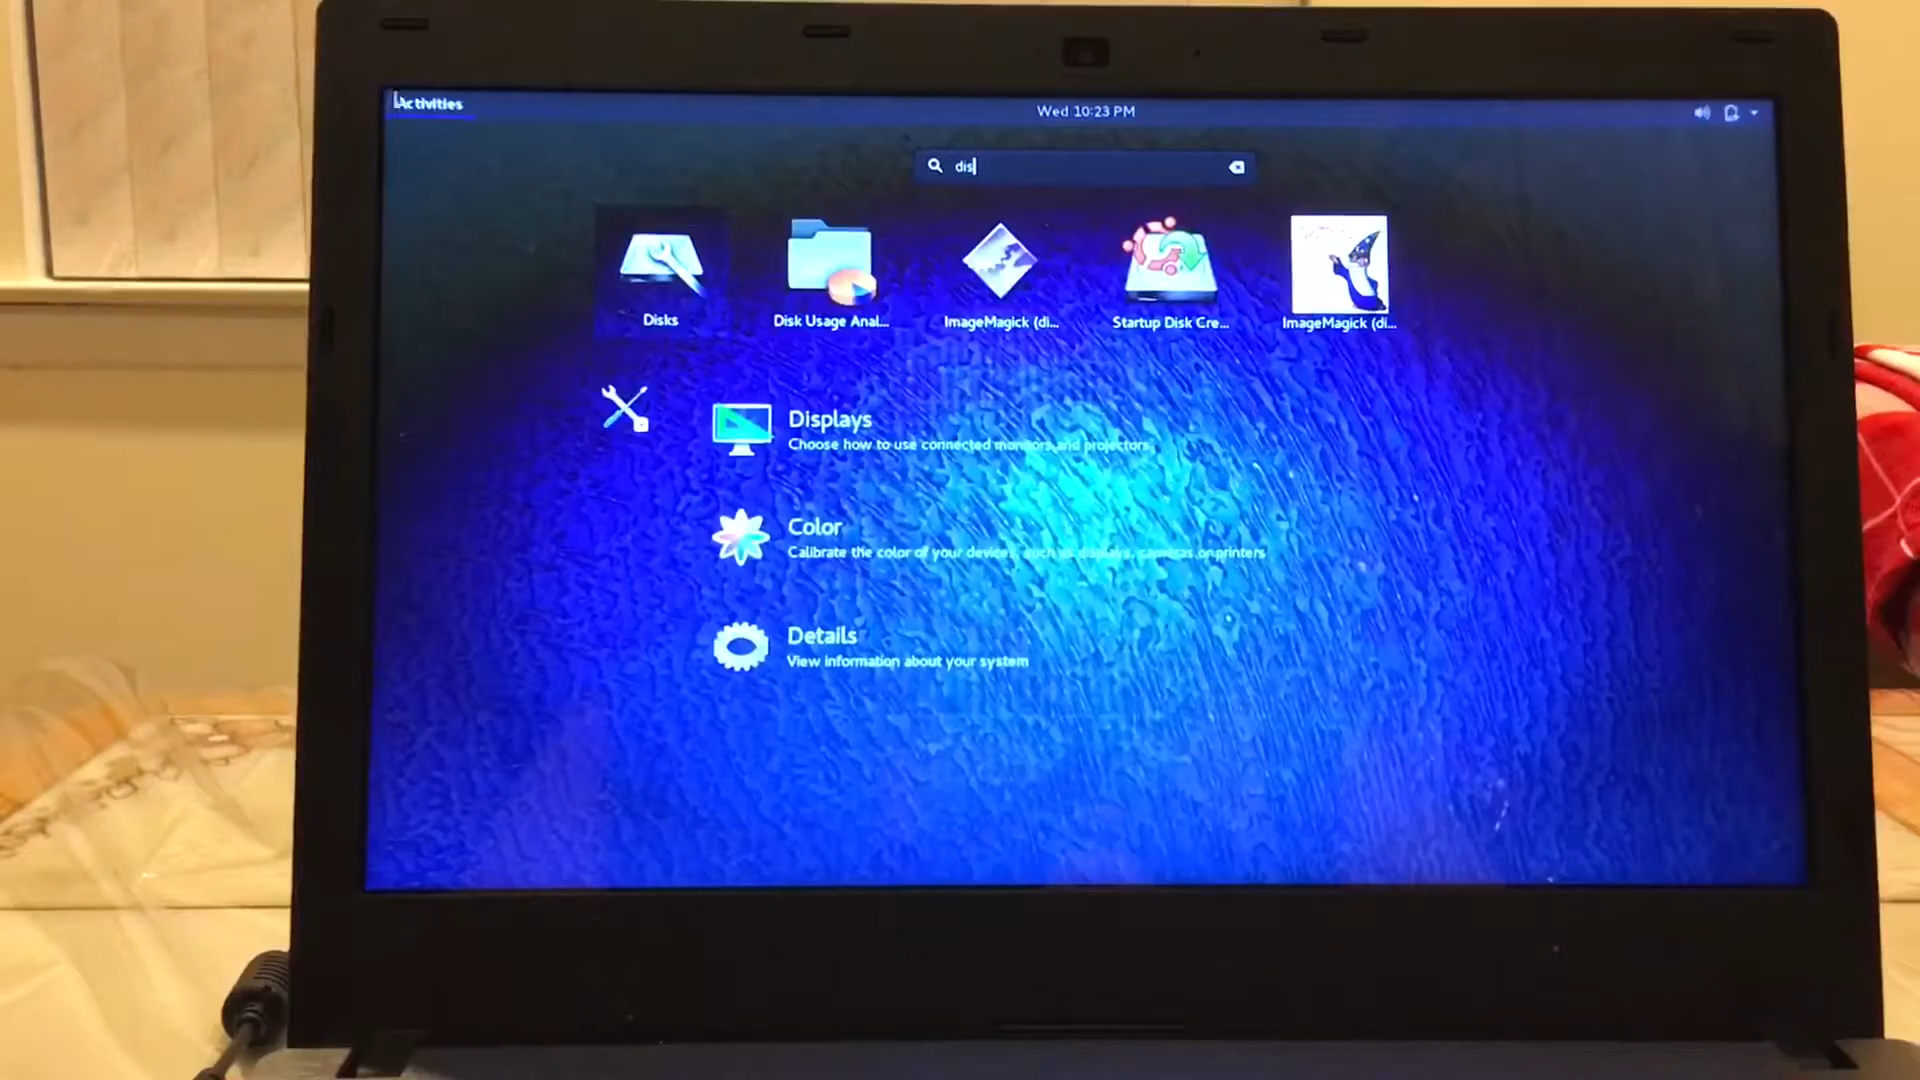 Activities
Wed 10:23 PM
dis
Disks
Disk Usage Anal...
ImageMagick (di...
Startup Disk Cre...
ImageMagick (di...
Displays
Choose how to use connected monitors and projectors
Color
Calibrate the color of your devices, such as displays, cameras or printers
Details
View information about your system